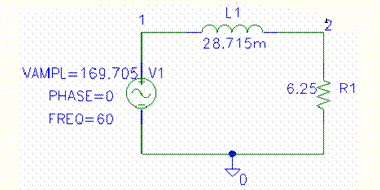 1
L1
2
28.715m
VAMPL=169.705 V1
PHASE=0
FREQ=60
6.25 R1
0